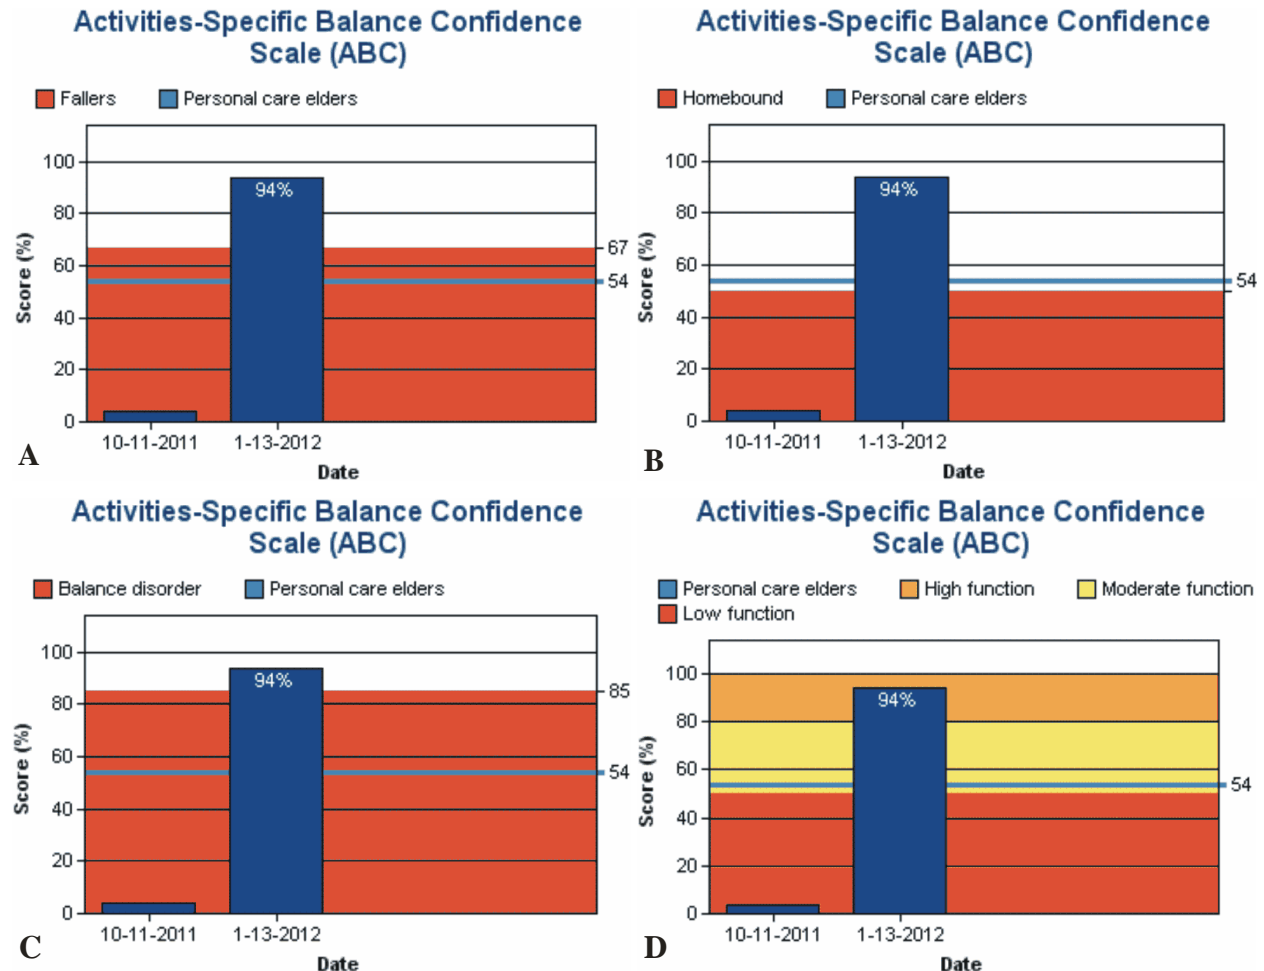 Activities-Specific Balance Confidence
Scale (ABC)
Fallers Personal care elders
100
80
60
40
20
0
Score (%)
94%
67
54
10-11-2011 1-13-2012
Date
A
Activities-Specific Balance Confidence
Scale (ABC)
Homebound Personal care elders
100
80
60
40
20
0
Score (%)
94%
54
10-11-2011 1-13-2012
Date
B
Activities-Specific Balance Confidence
Scale (ABC)
Balance disorder Personal care elders
100
80
60
40
20
0
Score (%)
94%
85
54
10-11-2011 1-13-2012
Date
C
Activities-Specific Balance Confidence
Scale (ABC)
Personal care elders High function Moderate function
Low function
100
80
60
40
20
0
Score (%)
94%
54
10-11-2011 1-13-2012
Date
D